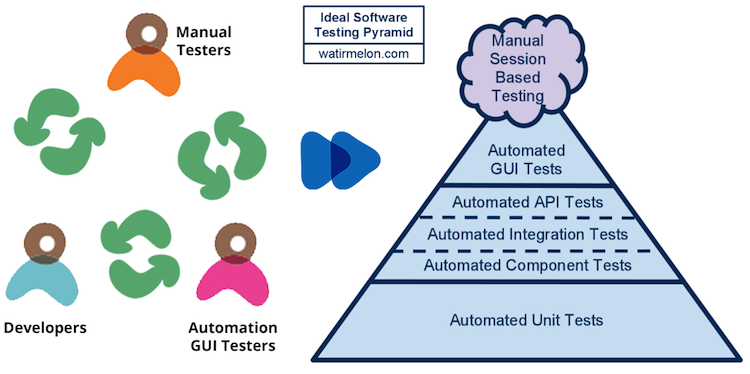 Manual
Testers
Developers
Automation
GUI Testers
Ideal Software
Testing Pyramid
watirmelon.com
Manual
Session
Based
Testing
Automated
GUI Tests
Automated API Tests
Automated Integration Tests
Automated Component Tests
Automated Unit Tests